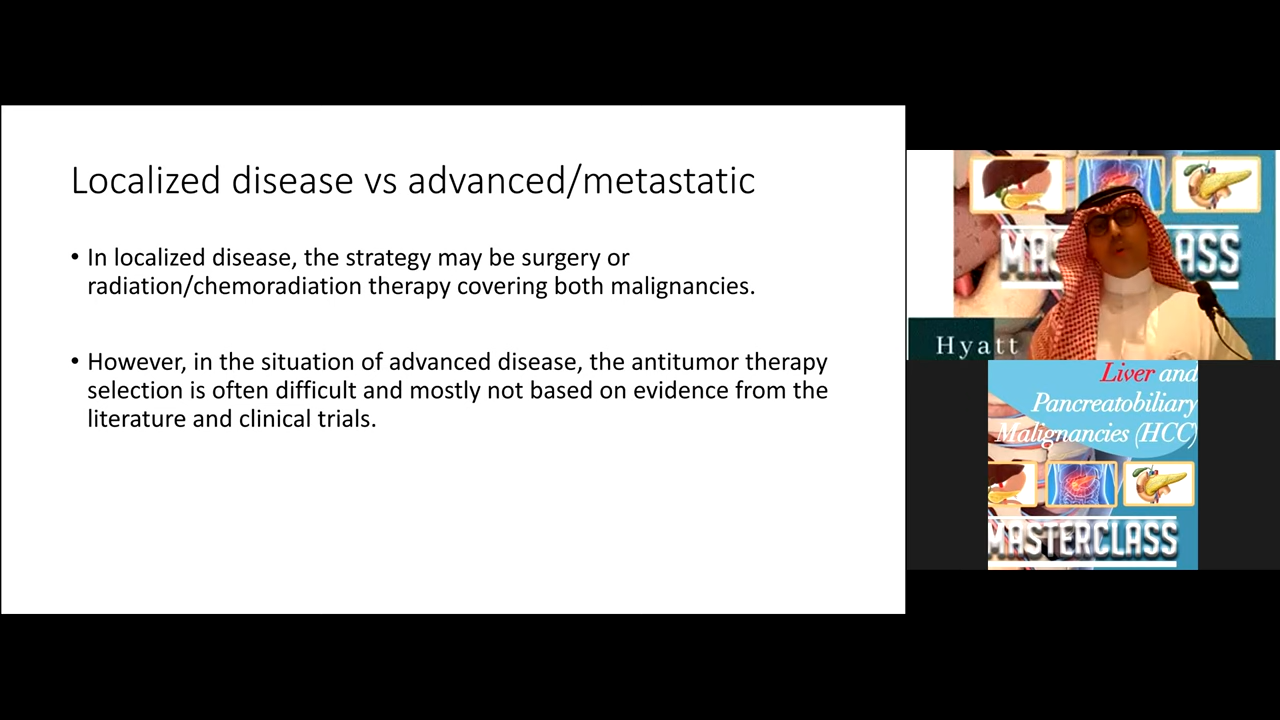 Localized disease vs advanced/metastatic
• In localized disease, the strategy may be surgery or
radiation/chemoradiation therapy covering both malignancies.
• However, in the situation of advanced disease, the antitumor therapy
selection is often difficult and mostly not based on evidence from the
literature and clinical trials.
Hyatt
Liver and
Pancreatobiliary
Malignancies (HCC)
MASTERCLASS